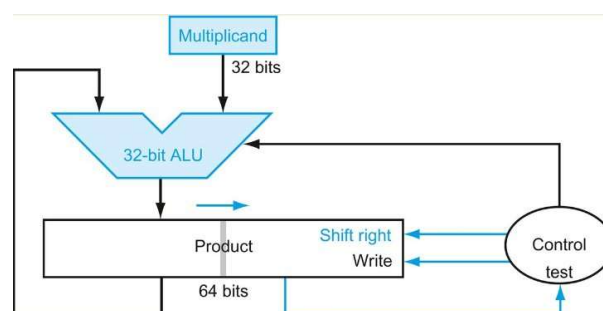 Multiplicand
32 bits
32-bit ALU
Product
Shift right
Write
Control
test
64 bits